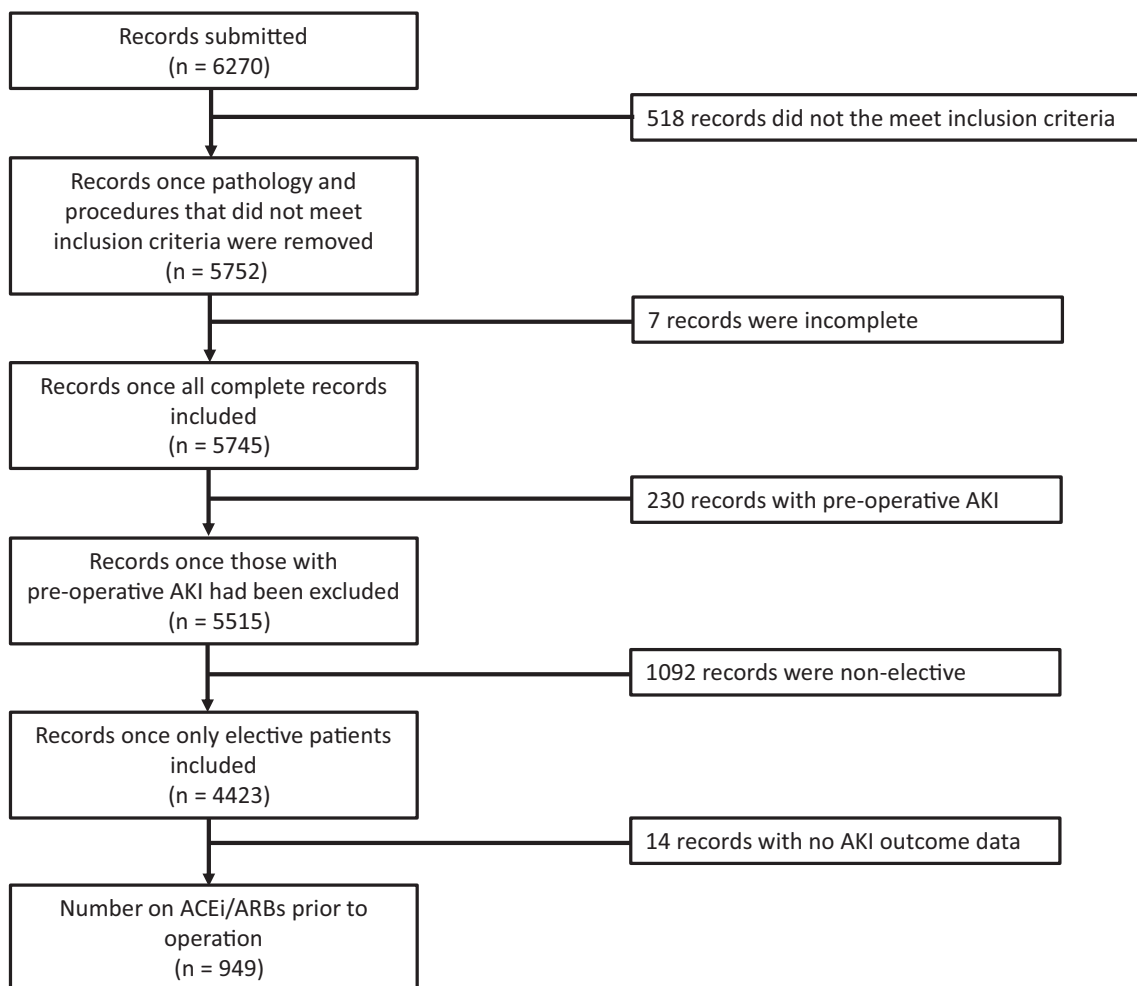 Records submitted
(n = 6270)
518 records did not the meet inclusion criteria
Records once pathology and
procedures that did not meet
inclusion criteria were removed
(n = 5752)
7 records were incomplete
Records once all complete records
included
(n = 5745)
230 records with pre-operative AKI
Records once those with
pre-operative AKI had been excluded
(n = 5515)
1092 records were non-elective
Records once only elective patients
included
(n = 4423)
14 records with no AKI outcome data
Number on ACEi/ARBs prior to
operation
(n = 949)